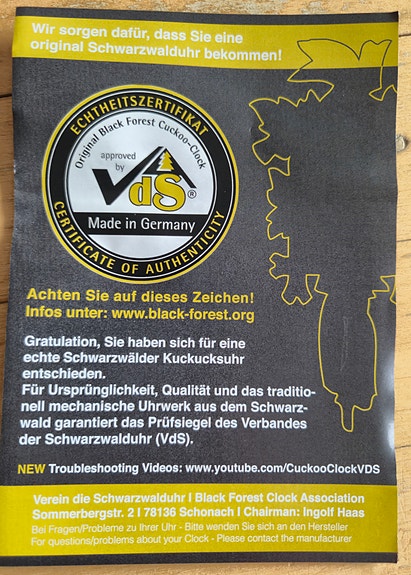 Wir sorgen dafür, dass Sie eine
original Schwarzwalduhr bekommen!
ECHTHEITSZERTIFIKAT
Original Black Forest Cuckoo-Clock
approved
by
VdS®
Made in Germany
CERTIFICATE OF AUTHENTICITY
Achten Sie auf dieses Zeichen!
Infos unter: www.black-forest.org
Gratulation, Sie haben sich für eine
echte Schwarzwälder Kuckucksuhr
entschieden.
Für Ursprünglichkeit, Qualität und das traditio-
nell mechanische Uhrwerk aus dem Schwarz-
wald garantiert das Prüfsiegel des Verbandes
der Schwarzwalduhr (VdS).
NEW Troubleshooting Videos: www.youtube.com/CuckooClockVDS
Verein die Schwarzwalduhr I Black Forest Clock Association
Sommerbergstr. 2 I 78136 Schonach I Chairman: Ingolf Haas
Bei Fragen/Probleme zu Ihrer Uhr - Bitte wenden Sie sich an den Hersteller
For questions/problems about your Clock - Please contact the manufacturer